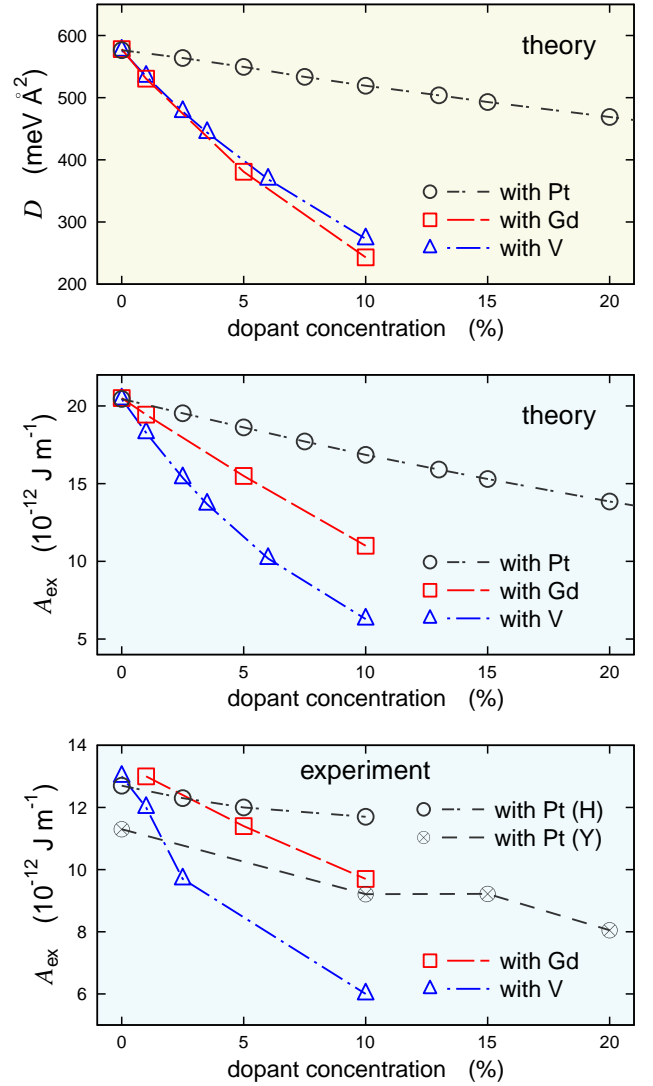 600
500
400
300
200
D (meV Å²)
theory
with Pt
with Gd
with V
0 5 10 15 20
dopant concentration (%)
20
15
10
5
A_ex (10⁻¹² J m⁻¹)
theory
with Pt
with Gd
with V
0 5 10 15 20
dopant concentration (%)
14
12
10
8
6
A_ex (10⁻¹² J m⁻¹)
experiment
with Pt (H)
with Pt (Y)
with Gd
with V
0 5 10 15 20
dopant concentration (%)